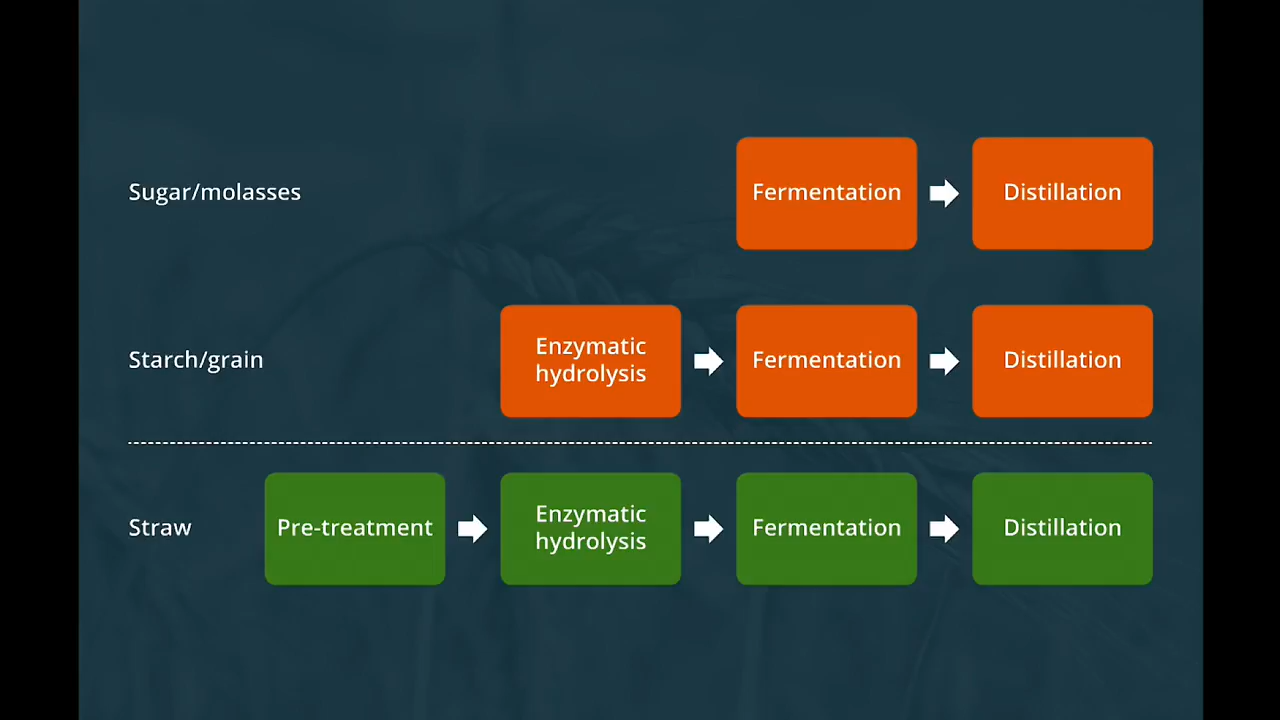 Sugar/molasses
Fermentation
Distillation
Starch/grain
Enzymatic
hydrolysis
Fermentation
Distillation
Straw
Pre-treatment
Enzymatic
hydrolysis
Fermentation
Distillation